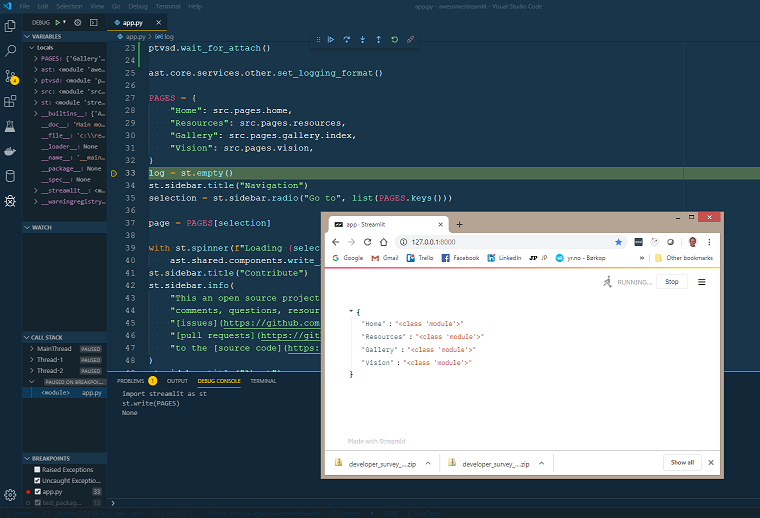 File Edit Selection View Go Debug Terminal Help
app.py - awesomestreamlit - Visual Studio Code
DEBUG
VARIABLES
Locals
PAGES: {"Gallery'
ast: <module 'awe
ptvsd: <module 'p
src: <module 'src
st: <module 'stre
__builtins__: {'A
__doc__: 'Main mo
__file__: 'c:\\re
__loader__: None
__name__: '__main
__package__: None
__spec__: None
__streamlit__: <m
__warningregistry
WATCH
CALL STACK
MainThread PAUSED
Thread-1 PAUSED
Thread-2 PAUSED
PAUSED ON BREAKPOI...
<module> app.py
BREAKPOINTS
Raised Exceptions
Uncaught Exceptio...
app.py 33
test_packag...
app.py
app.py > log
23 ptvsd.wait_for_attach()
24
25 ast.core.services.other.set_logging_format()
26
27 PAGES = {
28 "Home": src.pages.home,
29 "Resources": src.pages.resources,
30 "Gallery": src.pages.gallery.index,
31 "Vision": src.pages.vision,
32 }
33 log = st.empty()
34 st.sidebar.title("Navigation")
35 selection = st.sidebar.radio("Go to", list(PAGES.keys()))
36
37 page = PAGES[selection]
38
39 with st.spinner(f"Loading {selec
40 ast.shared.components.write_
41 st.sidebar.title("Contribute")
42 st.sidebar.info(
43 "This an open source project
44 "comments, questions, resour
45 "[issues](https://github.com
46 "[pull requests](https://git
47 "to the [source code](https:
48 )
PROBLEMS 1 OUTPUT DEBUG CONSOLE TERMINAL
import streamlit as st
st.write(PAGES)
None
app · Streamlit
127.0.0.1:8000
Google Gmail Trello Facebook LinkedIn JP JP yr.no - Børkop » Other bookmarks
RUNNING... Stop
{
"Home" : "<class 'module'>"
"Resources" : "<class 'module'>"
"Gallery" : "<class 'module'>"
"Vision" : "<class 'module'>"
}
Made with Streamlit
developer_survey_....zip
developer_survey_....zip
Show all